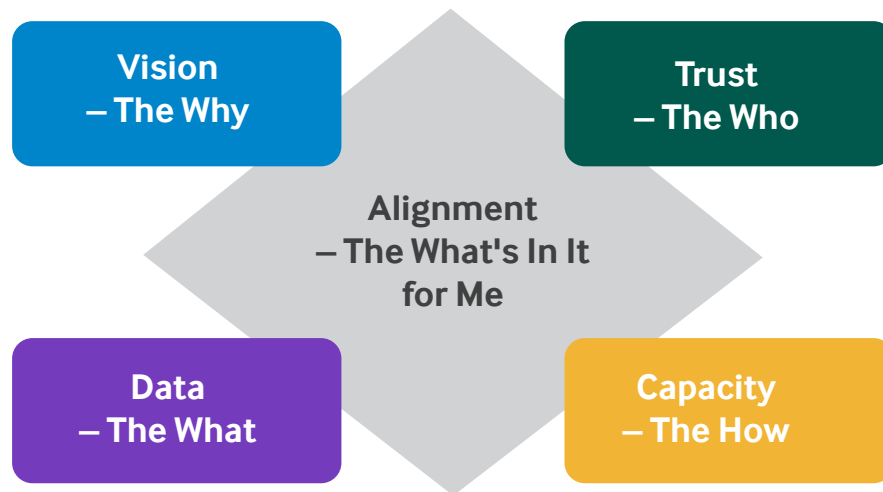 Vision
– The Why
Trust
– The Who
Alignment
– The What's In It
for Me
Data
– The What
Capacity
– The How